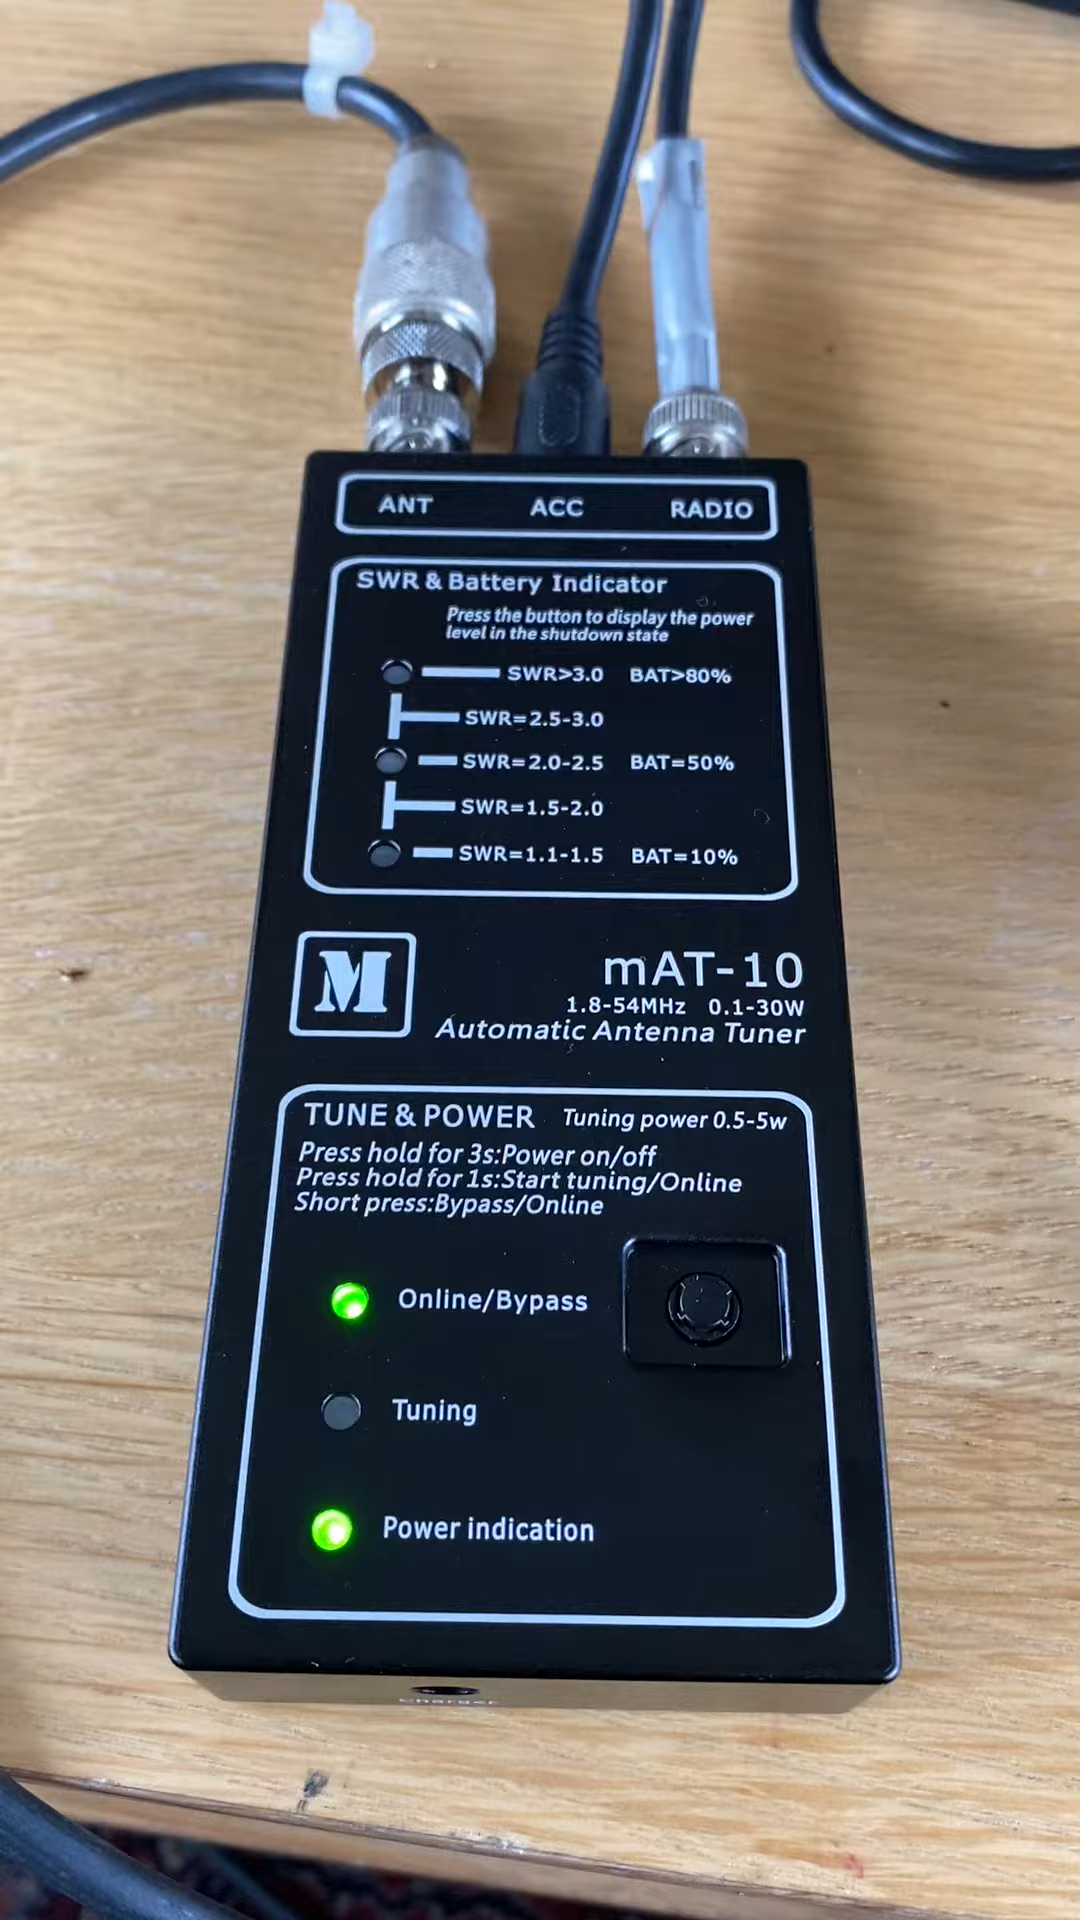 ANT ACC RADIO
SWR & Battery Indicator
Press the button to display the power
level in the shutdown state
SWR>3.0 BAT>80%
SWR=2.5-3.0
SWR=2.0-2.5 BAT=50%
SWR=1.5-2.0
SWR=1.1-1.5 BAT=10%
M
mAT-10
1.8-54MHz 0.1-30W
Automatic Antenna Tuner
TUNE & POWER Tuning power 0.5-5w
Press hold for 3s:Power on/off
Press hold for 1s:Start tuning/Online
Short press:Bypass/Online
Online/Bypass
Tuning
Power indication
Charger